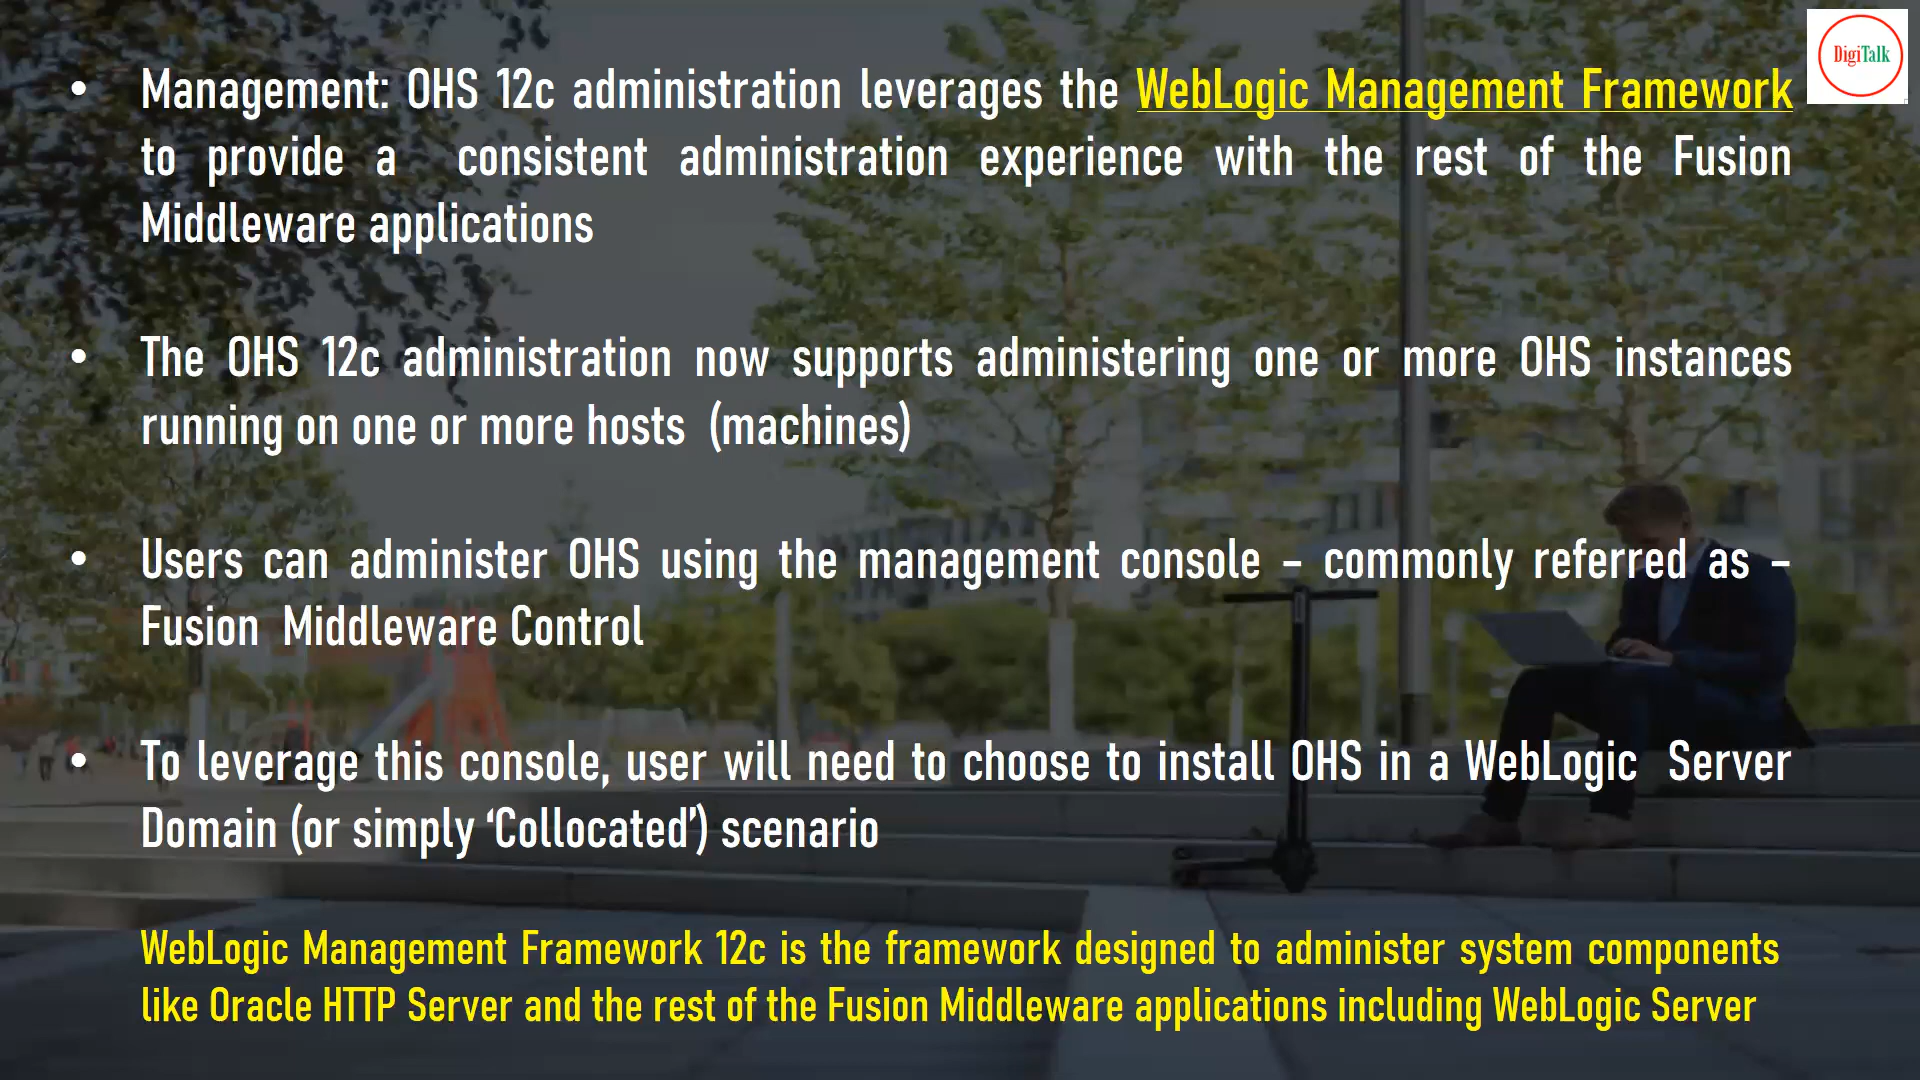 DigiTalk
• Management: OHS 12c administration leverages the WebLogic Management Framework
to provide a consistent administration experience with the rest of the Fusion
Middleware applications
• The OHS 12c administration now supports administering one or more OHS instances
running on one or more hosts (machines)
• Users can administer OHS using the management console – commonly referred as –
Fusion Middleware Control
• To leverage this console, user will need to choose to install OHS in a WebLogic Server
Domain (or simply ‘Collocated’) scenario
WebLogic Management Framework 12c is the framework designed to administer system components
like Oracle HTTP Server and the rest of the Fusion Middleware applications including WebLogic Server